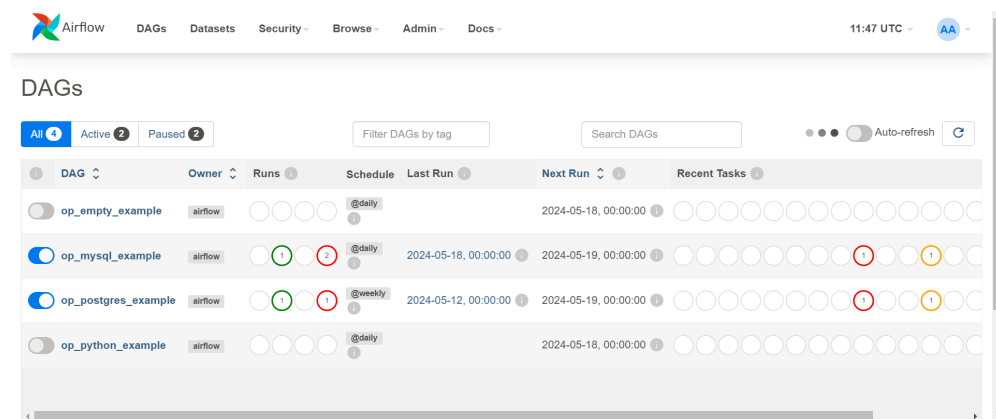 Airflow DAGs Datasets Security Browse Admin Docs 11:47 UTC AA
DAGs
All 4 Active 2 Paused 2 Filter DAGs by tag Search DAGs Auto-refresh
DAG Owner Runs Schedule Last Run Next Run Recent Tasks
op_empty_example airflow @daily 2024-05-18, 00:00:00
op_mysql_example airflow 1 2 @daily 2024-05-18, 00:00:00 2024-05-19, 00:00:00 1 1
op_postgres_example airflow 1 1 @weekly 2024-05-12, 00:00:00 2024-05-19, 00:00:00 1 1
op_python_example airflow @daily 2024-05-18, 00:00:00